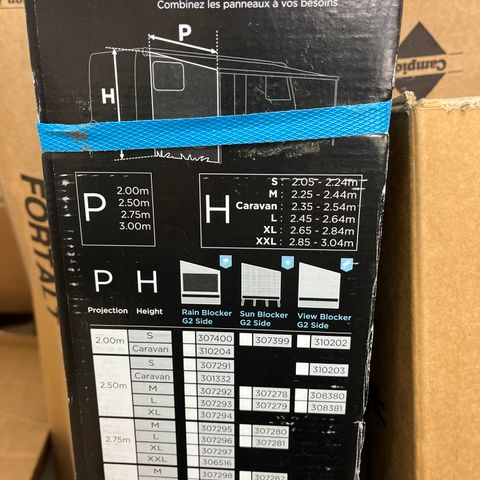 Combinez les panneaux à vos besoins
P
H
P
2.00m
2.50m
2.75m
3.00m
H
S : 2.05 - 2.24m
M : 2.25 - 2.44m
Caravan : 2.35 - 2.54m
L : 2.45 - 2.64m
XL : 2.65 - 2.84m
XXL : 2.85 - 3.04m
P H
Projection Height Rain Blocker G2 Side Sun Blocker G2 Side View Blocker G2 Side
2.00m S 307400 307399 310202
Caravan 310204
2.50m S 307291 310203
Caravan 301332
M 307292 307278 308380
L 307293 307279 308381
XL 307294
2.75m M 307295 307280
L 307296 307281
XL 307297
XXL 306516
M 307298 307282
FORTALY
Campion